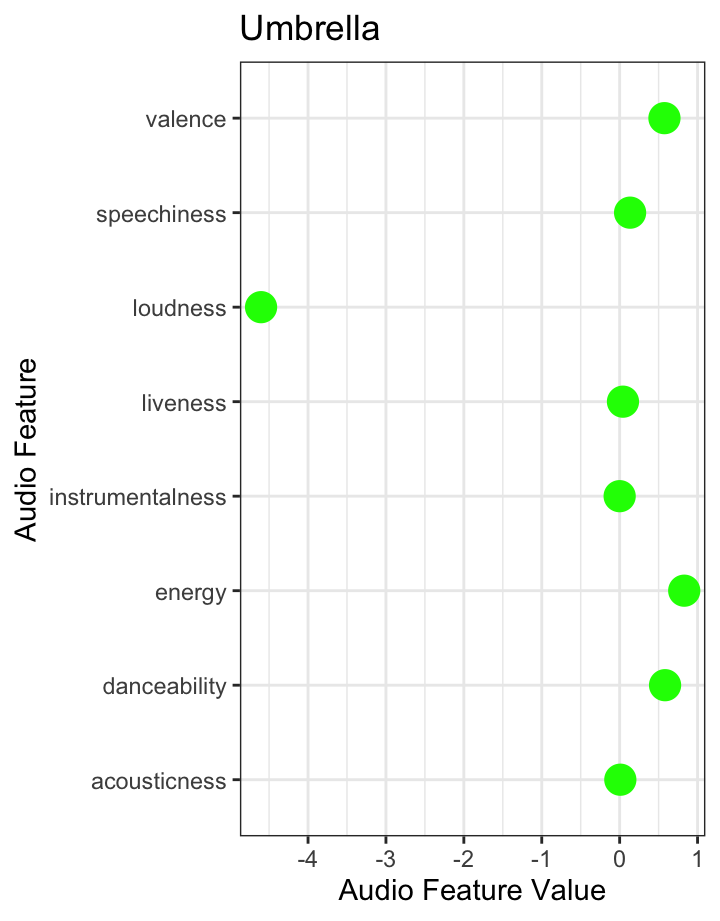 Umbrella
valence
speechiness
loudness
liveness
instrumentalness
energy
danceability
acousticness
Audio Feature
-4 -3 -2 -1 0 1
Audio Feature Value